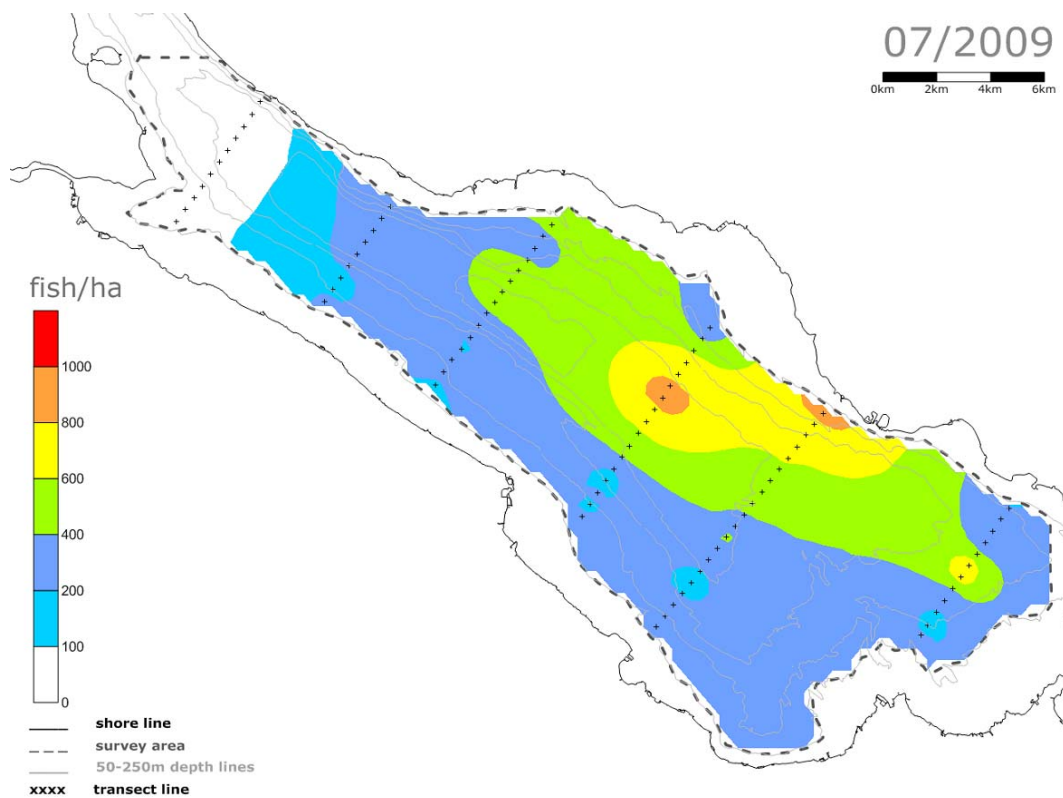 07/2009
0km 2km 4km 6km
fish/ha
1000
800
600
400
200
100
0
shore line
survey area
50-250m depth lines
xxxx transect line